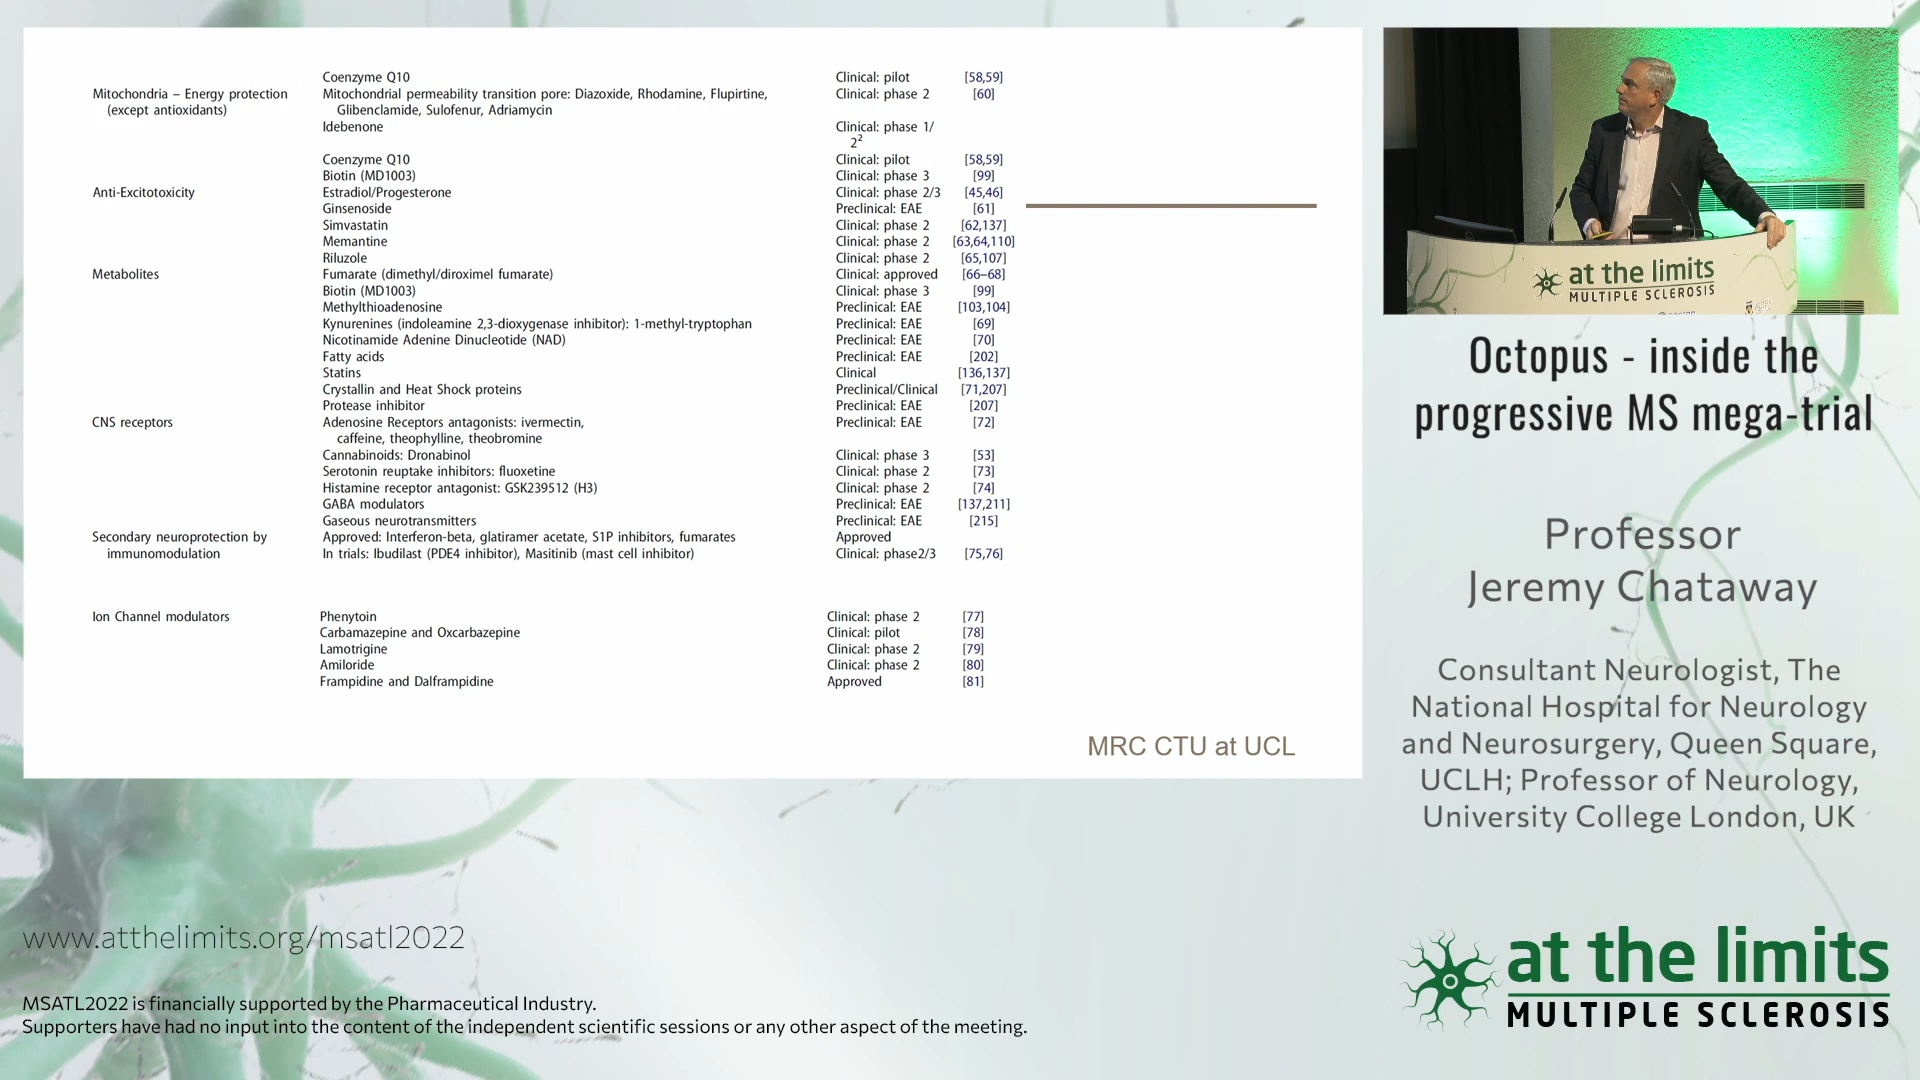 Coenzyme Q10 Clinical: pilot [58,59]
Mitochondria – Energy protection Mitochondrial permeability transition pore: Diazoxide, Rhodamine, Flupirtine, Clinical: phase 2 [60]
(except antioxidants) Glibenclamide, Sulofenur, Adriamycin
Idebenone Clinical: phase 1/
2²
Coenzyme Q10 Clinical: pilot [58,59]
Biotin (MD1003) Clinical: phase 3 [99]
Anti-Excitotoxicity Estradiol/Progesterone Clinical: phase 2/3 [45,46]
Ginsenoside Preclinical: EAE [61]
Simvastatin Clinical: phase 2 [62,137]
Memantine Clinical: phase 2 [63,64,110]
Riluzole Clinical: phase 2 [65,107]
Metabolites Fumarate (dimethyl/diroximel fumarate) Clinical: approved [66–68]
Biotin (MD1003) Clinical: phase 3 [99]
Methylthioadenosine Preclinical: EAE [103,104]
Kynurenines (indoleamine 2,3-dioxygenase inhibitor): 1-methyl-tryptophan Preclinical: EAE [69]
Nicotinamide Adenine Dinucleotide (NAD) Preclinical: EAE [70]
Fatty acids Preclinical: EAE [202]
Statins Clinical [136,137]
Crystallin and Heat Shock proteins Preclinical/Clinical [71,207]
Protease inhibitor Preclinical: EAE [207]
CNS receptors Adenosine Receptors antagonists: ivermectin, Preclinical: EAE [72]
caffeine, theophylline, theobromine
Cannabinoids: Dronabinol Clinical: phase 3 [53]
Serotonin reuptake inhibitors: fluoxetine Clinical: phase 2 [73]
Histamine receptor antagonist: GSK239512 (H3) Clinical: phase 2 [74]
GABA modulators Preclinical: EAE [137,211]
Gaseous neurotransmitters Preclinical: EAE [215]
Secondary neuroprotection by Approved: Interferon-beta, glatiramer acetate, S1P inhibitors, fumarates Approved
immunomodulation In trials: Ibudilast (PDE4 inhibitor), Masitinib (mast cell inhibitor) Clinical: phase2/3 [75,76]
Ion Channel modulators Phenytoin Clinical: phase 2 [77]
Carbamazepine and Oxcarbazepine Clinical: pilot [78]
Lamotrigine Clinical: phase 2 [79]
Amiloride Clinical: phase 2 [80]
Frampidine and Dalframpidine Approved [81]
MRC CTU at UCL
at the limits
MULTIPLE SCLEROSIS
Octopus - inside the
progressive MS mega-trial
Professor
Jeremy Chataway
Consultant Neurologist, The
National Hospital for Neurology
and Neurosurgery, Queen Square,
UCLH; Professor of Neurology,
University College London, UK
www.atthelimits.org/msatl2022
MSATL2022 is financially supported by the Pharmaceutical Industry.
Supporters have had no input into the content of the independent scientific sessions or any other aspect of the meeting.
at the limits
MULTIPLE SCLEROSIS